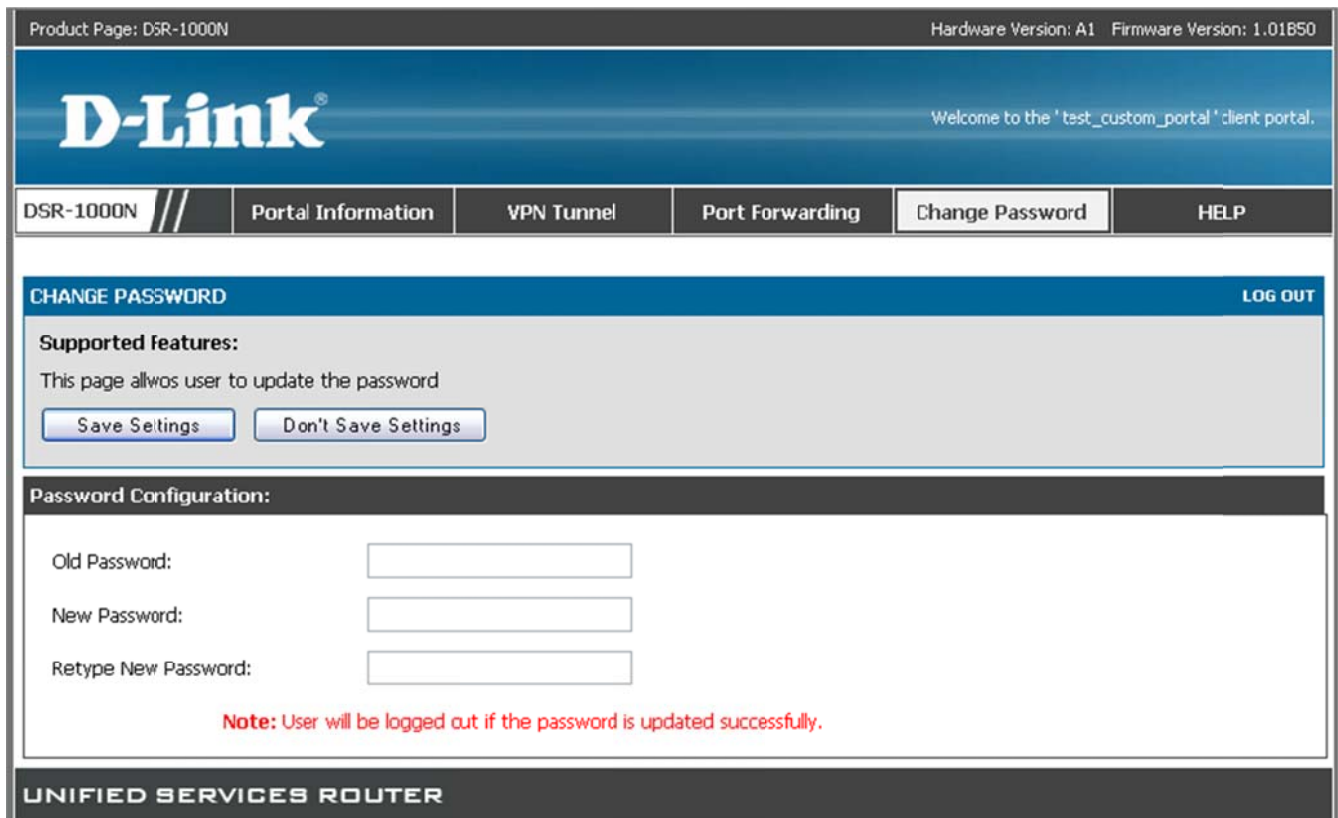 Product Page: DSR-1000N Hardware Version: A1 Firmware Version: 1.01B50
D-Link®
Welcome to the 'test_custom_portal' client portal.
DSR-1000N /// Portal Information VPN Tunnel Port Forwarding Change Password HELP
CHANGE PASSWORD LOG OUT
Supported Features:
This page allwos user to update the password
Save Settings Don't Save Settings
Password Configuration:
Old Password:
New Password:
Retype New Password:
Note: User will be logged out if the password is updated successfully.
UNIFIED SERVICES ROUTER